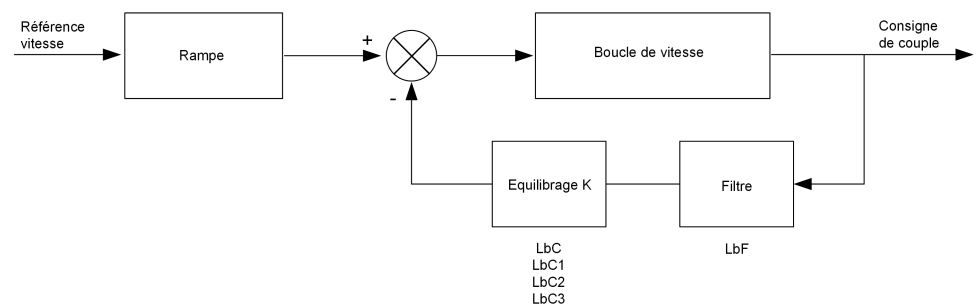 Référence
vitesse
Rampe
+
-
Boucle de vitesse
Consigne
de couple
Equilibrage K
Filtre
LbC
LbC1
LbC2
LbC3
LbF